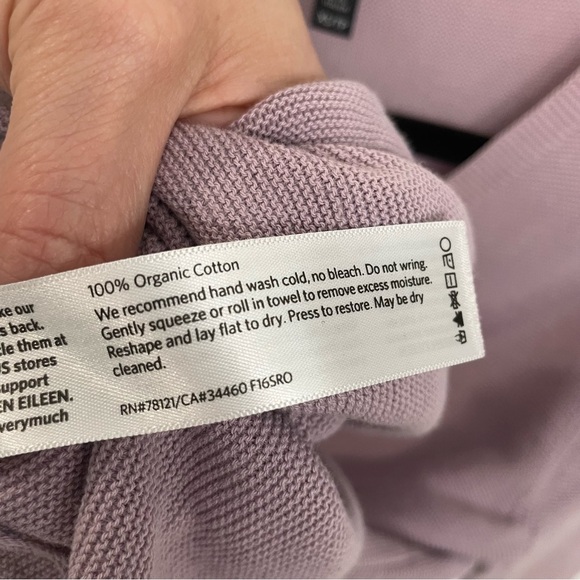 100% Organic Cotton
We recommend hand wash cold, no bleach. Do not wring.
Gently squeeze or roll in towel to remove excess moisture.
Reshape and lay flat to dry. Press to restore. May be dry
cleaned.
RN#78121/CA#34460 F16SRO
ke our
s back.
cle them at
US stores
support
EN EILEEN.
verymuch